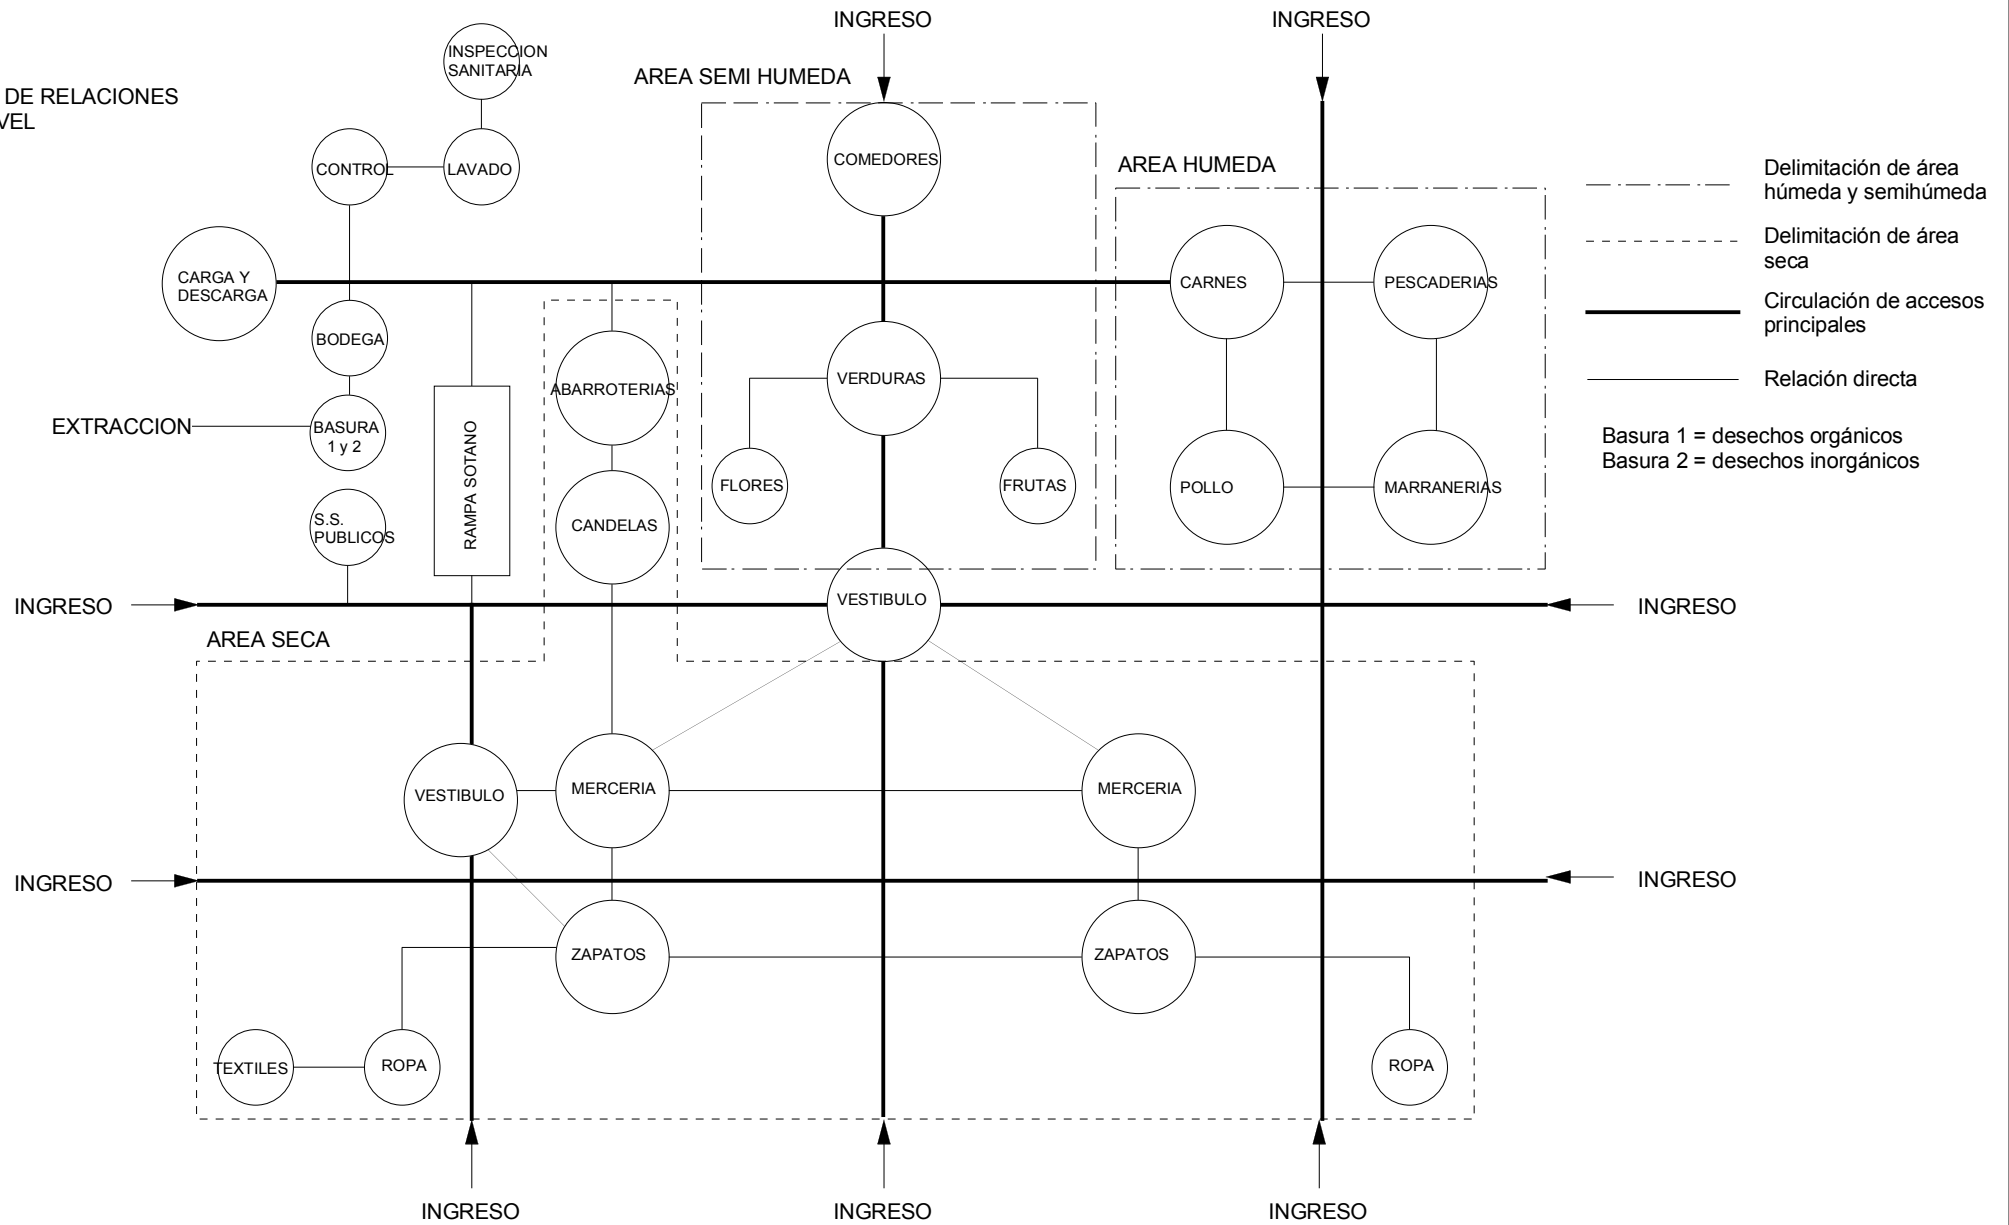 INGRESO
INGRESO
INSPECCION
SANITARIA
AREA SEMI HUMEDA
DE RELACIONES
VEL
CONTROL
LAVADO
COMEDORES
AREA HUMEDA
Delimitación de área
húmeda y semihúmeda
Delimitación de área
seca
Circulación de accesos
principales
Relación directa
Basura 1 = desechos orgánicos
Basura 2 = desechos inorgánicos
CARGA Y
DESCARGA
CARNES
PESCADERIAS
BODEGA
ABARROTERIAS
VERDURAS
EXTRACCION
BASURA
1 y 2
RAMPA SOTANO
FLORES
FRUTAS
POLLO
MARRANERIAS
S.S.
PUBLICOS
CANDELAS
INGRESO
VESTIBULO
INGRESO
AREA SECA
VESTIBULO
MERCERIA
MERCERIA
INGRESO
INGRESO
ZAPATOS
ZAPATOS
TEXTILES
ROPA
ROPA
INGRESO
INGRESO
INGRESO